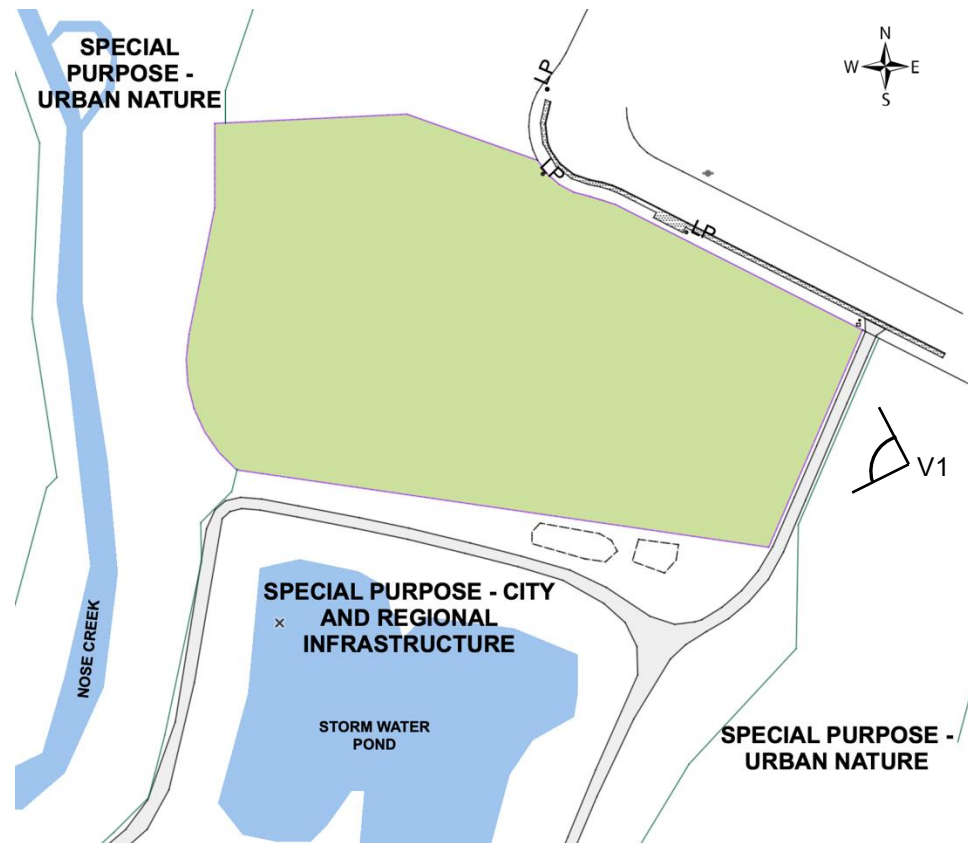 SPECIAL
PURPOSE -
URBAN NATURE
N
W
E
S
LP
LP
LP
V1
SPECIAL PURPOSE - CITY
AND REGIONAL
INFRASTRUCTURE
NOSE CREEK
STORM WATER
POND
SPECIAL PURPOSE -
URBAN NATURE